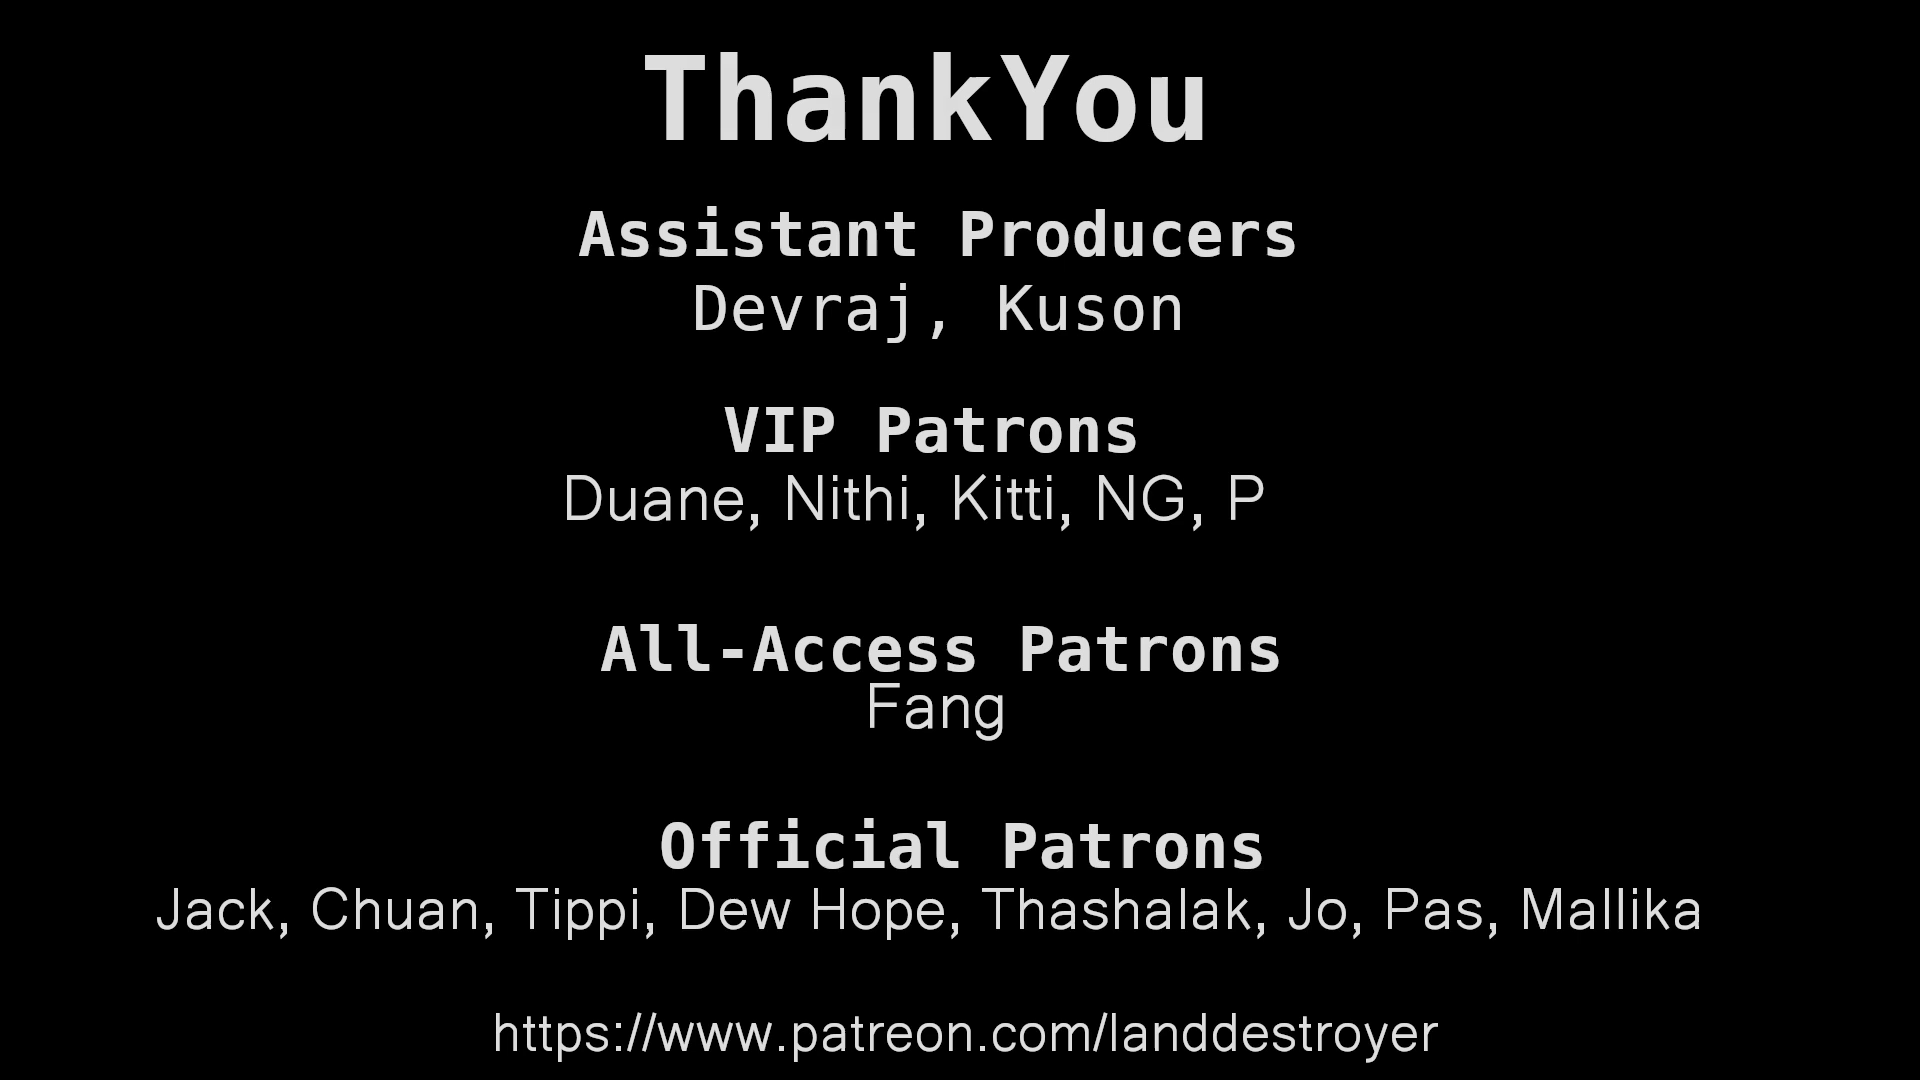 ThankYou
Assistant Producers
Devraj, Kuson
VIP Patrons
Duane, Nithi, Kitti, NG, P
All-Access Patrons
Fang
Official Patrons
Jack, Chuan, Tippi, Dew Hope, Thashalak, Jo, Pas, Mallika
https://www.patreon.com/landdestroyer